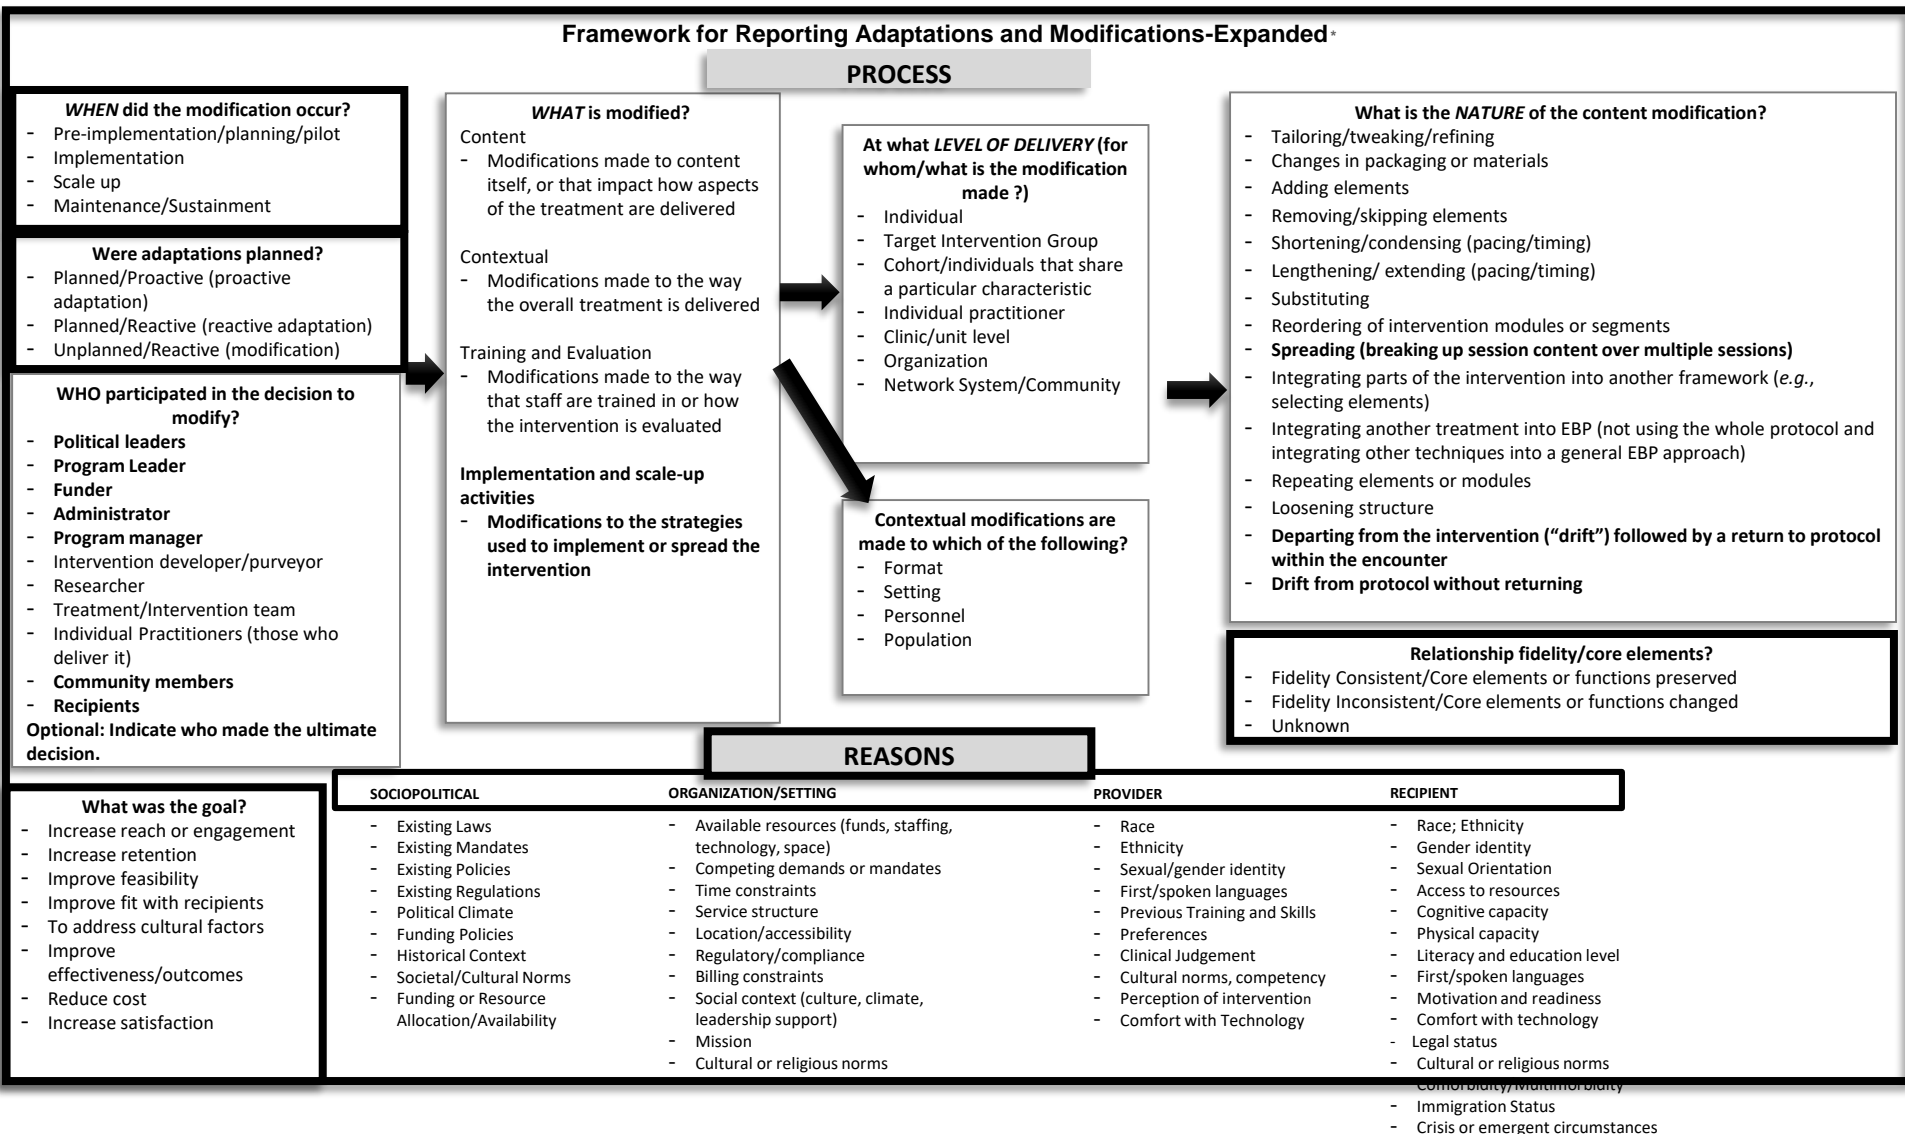 Framework for Reporting Adaptations and Modifications-Expanded*
PROCESS
WHEN did the modification occur?
- Pre-implementation/planning/pilot
- Implementation
- Scale up
- Maintenance/Sustainment
Were adaptations planned?
- Planned/Proactive (proactive
adaptation)
- Planned/Reactive (reactive adaptation)
- Unplanned/Reactive (modification)
WHO participated in the decision to
modify?
- Political leaders
- Program Leader
- Funder
- Administrator
- Program manager
- Intervention developer/purveyor
- Researcher
- Treatment/Intervention team
- Individual Practitioners (those who
deliver it)
- Community members
- Recipients
Optional: Indicate who made the ultimate
decision.
WHAT is modified?
Content
- Modifications made to content
itself, or that impact how aspects
of the treatment are delivered
Contextual
- Modifications made to the way
the overall treatment is delivered
Training and Evaluation
- Modifications made to the way
that staff are trained in or how
the intervention is evaluated
Implementation and scale-up
activities
- Modifications to the strategies
used to implement or spread the
intervention
At what LEVEL OF DELIVERY (for
whom/what is the modification
made ?)
- Individual
- Target Intervention Group
- Cohort/individuals that share
a particular characteristic
- Individual practitioner
- Clinic/unit level
- Organization
- Network System/Community
Contextual modifications are
made to which of the following?
- Format
- Setting
- Personnel
- Population
What is the NATURE of the content modification?
- Tailoring/tweaking/refining
- Changes in packaging or materials
- Adding elements
- Removing/skipping elements
- Shortening/condensing (pacing/timing)
- Lengthening/ extending (pacing/timing)
- Substituting
- Reordering of intervention modules or segments
- Spreading (breaking up session content over multiple sessions)
- Integrating parts of the intervention into another framework (e.g.,
selecting elements)
- Integrating another treatment into EBP (not using the whole protocol and
integrating other techniques into a general EBP approach)
- Repeating elements or modules
- Loosening structure
- Departing from the intervention (“drift”) followed by a return to protocol
within the encounter
- Drift from protocol without returning
Relationship fidelity/core elements?
- Fidelity Consistent/Core elements or functions preserved
- Fidelity Inconsistent/Core elements or functions changed
- Unknown
REASONS
What was the goal?
- Increase reach or engagement
- Increase retention
- Improve feasibility
- Improve fit with recipients
- To address cultural factors
- Improve
effectiveness/outcomes
- Reduce cost
- Increase satisfaction
SOCIOPOLITICAL
- Existing Laws
- Existing Mandates
- Existing Policies
- Existing Regulations
- Political Climate
- Funding Policies
- Historical Context
- Societal/Cultural Norms
- Funding or Resource
Allocation/Availability
ORGANIZATION/SETTING
- Available resources (funds, staffing,
technology, space)
- Competing demands or mandates
- Time constraints
- Service structure
- Location/accessibility
- Regulatory/compliance
- Billing constraints
- Social context (culture, climate,
leadership support)
- Mission
- Cultural or religious norms
PROVIDER
- Race
- Ethnicity
- Sexual/gender identity
- First/spoken languages
- Previous Training and Skills
- Preferences
- Clinical Judgement
- Cultural norms, competency
- Perception of intervention
- Comfort with Technology
RECIPIENT
- Race; Ethnicity
- Gender identity
- Sexual Orientation
- Access to resources
- Cognitive capacity
- Physical capacity
- Literacy and education level
- First/spoken languages
- Motivation and readiness
- Comfort with technology
- Legal status
- Cultural or religious norms
Comorbidity/Multimorbidity
- Immigration Status
- Crisis or emergent circumstances